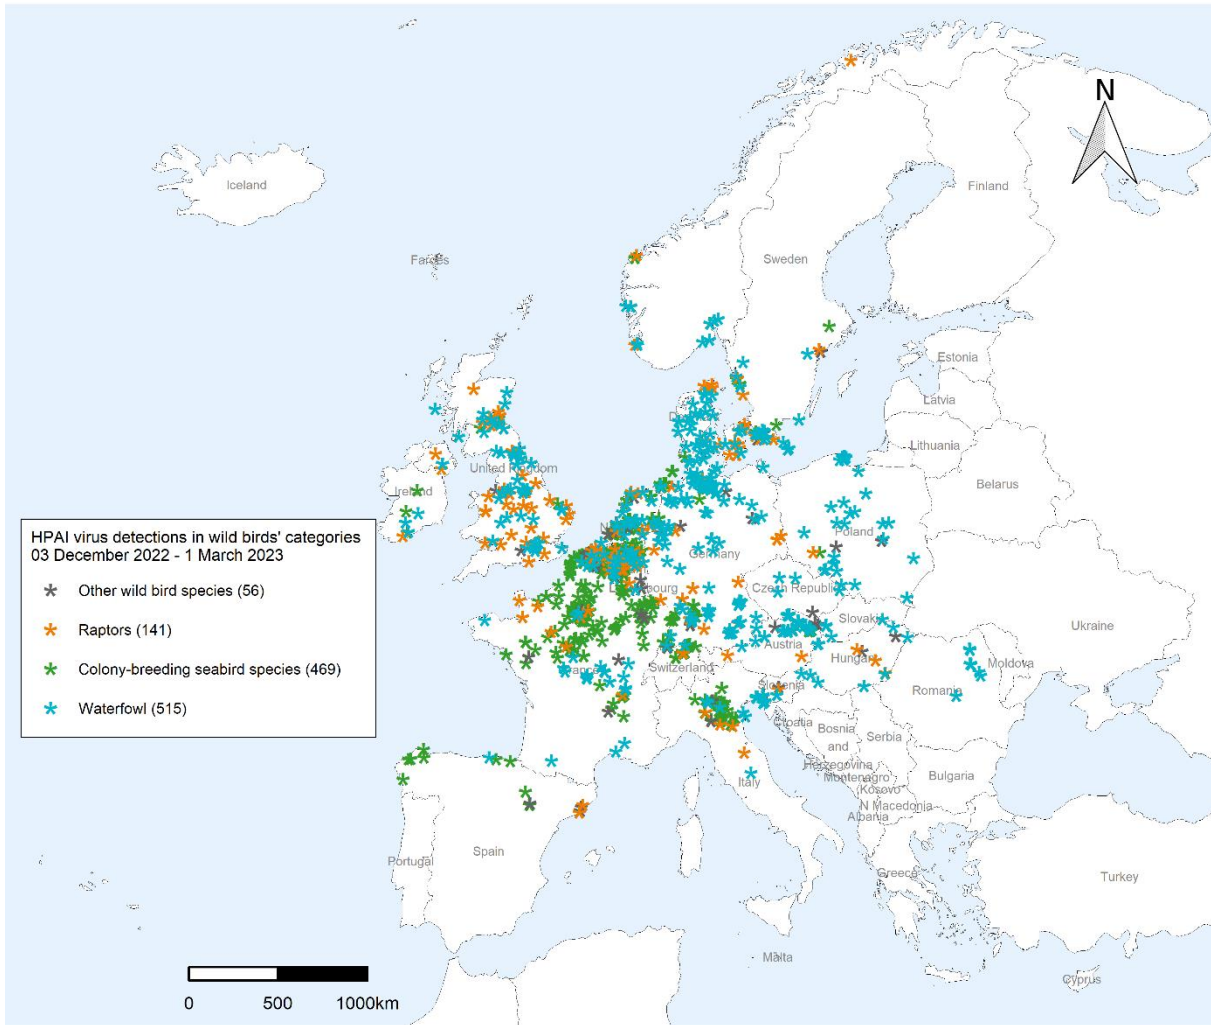 N
Iceland
Finland
Faroes
Sweden
Estonia
Latvia
Lithuania
United Kingdom
Ireland
Belarus
HPAI virus detections in wild birds' categories
03 December 2022 - 1 March 2023
Other wild bird species (56)
Raptors (141)
Colony-breeding seabird species (469)
Waterfowl (515)
Poland
Germany
Czech Republic
Slovakia
Ukraine
Austria
Hungary
Moldova
Switzerland
Slovenia
Romania
Croatia
Bosnia
and
Herzegovina
Serbia
Montenegro
Kosovo
Bulgaria
Italy
N Macedonia
Albania
Portugal
Spain
Greece
Turkey
Malta
Cyprus
0 500 1000km